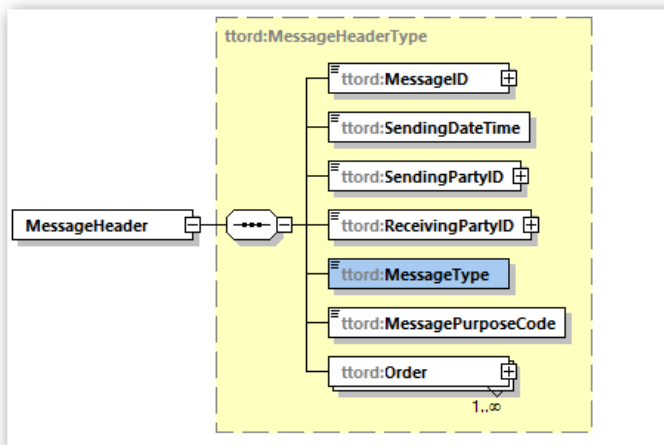 ttord:MessageHeaderType
ttord:MessageID
ttord:SendingDateTime
ttord:SendingPartyID
MessageHeader
ttord:ReceivingPartyID
ttord:MessageType
ttord:MessagePurposeCode
ttord:Order
1..∞